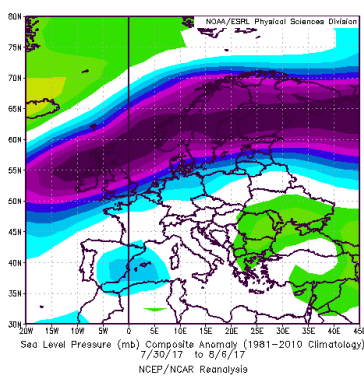 NOAA/ESRL Physical Sciences Division
80N
75N
70N
65N
60N
55N
50N
45N
40N
35N
30N
20W 15W 10W 5W 0 5E 10E 15E 20E 25E 30E 35E 40E 45E
Sea Level Pressure (mb) Composite Anomaly (1981-2010 Climatology)
7/30/17 to 8/6/17
NCEP/NCAR Reanalysis